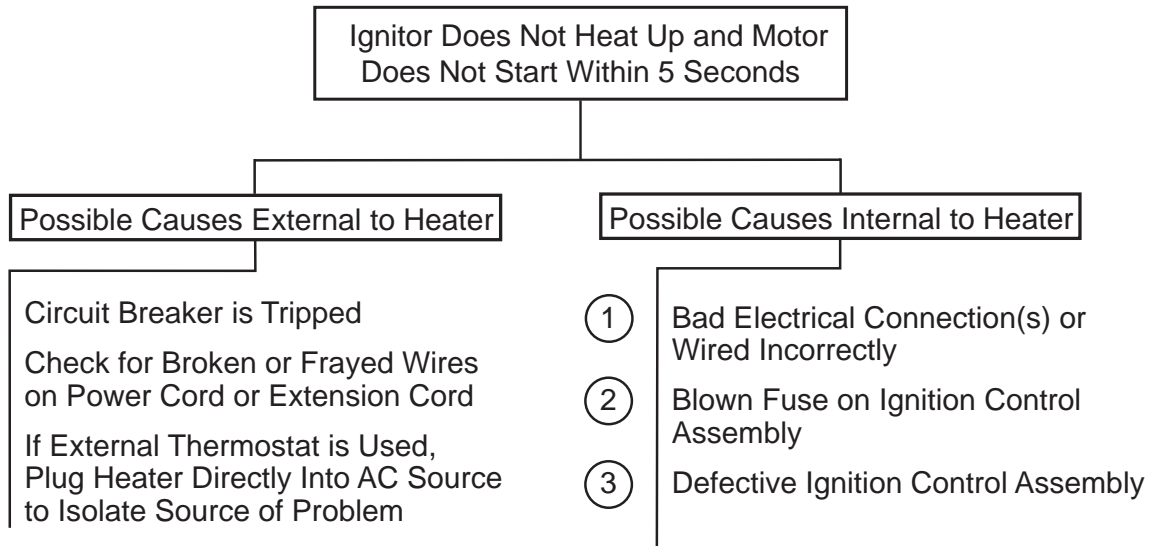 Ignitor Does Not Heat Up and Motor
Does Not Start Within 5 Seconds
Possible Causes External to Heater
Circuit Breaker is Tripped
Check for Broken or Frayed Wires
on Power Cord or Extension Cord
If External Thermostat is Used,
Plug Heater Directly Into AC Source
to Isolate Source of Problem
Possible Causes Internal to Heater
1 Bad Electrical Connection(s) or
Wired Incorrectly
2 Blown Fuse on Ignition Control
Assembly
3 Defective Ignition Control Assembly